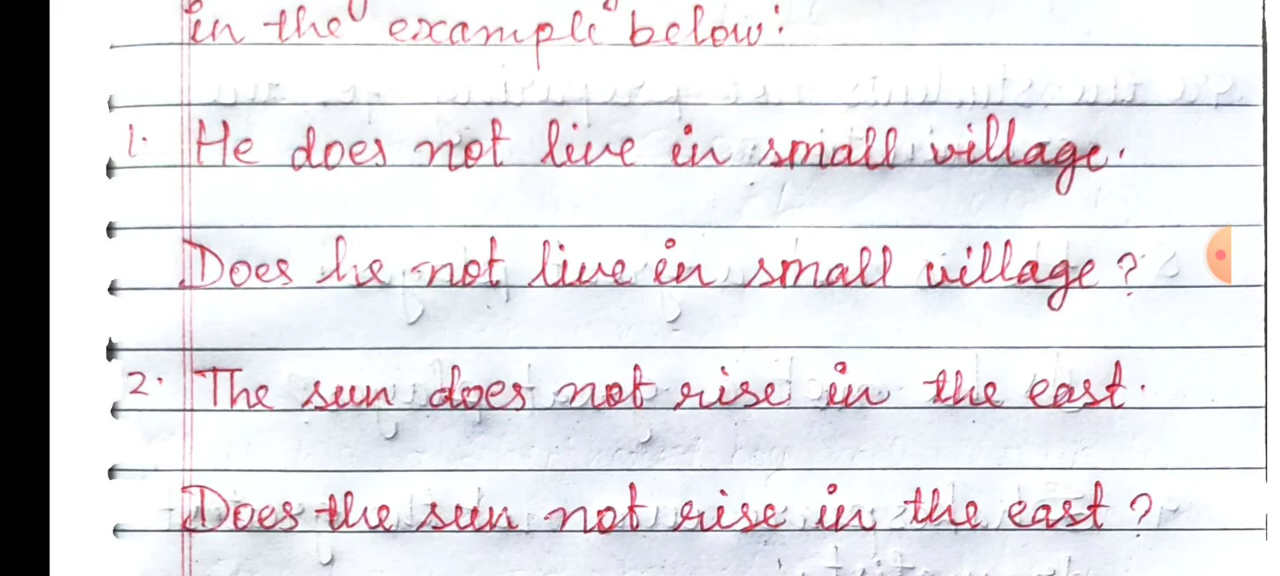 in the example below:
1. He does not live in small village.
Does he not live in small village?
2. The sun does not rise in the east.
Does the sun not rise in the east?